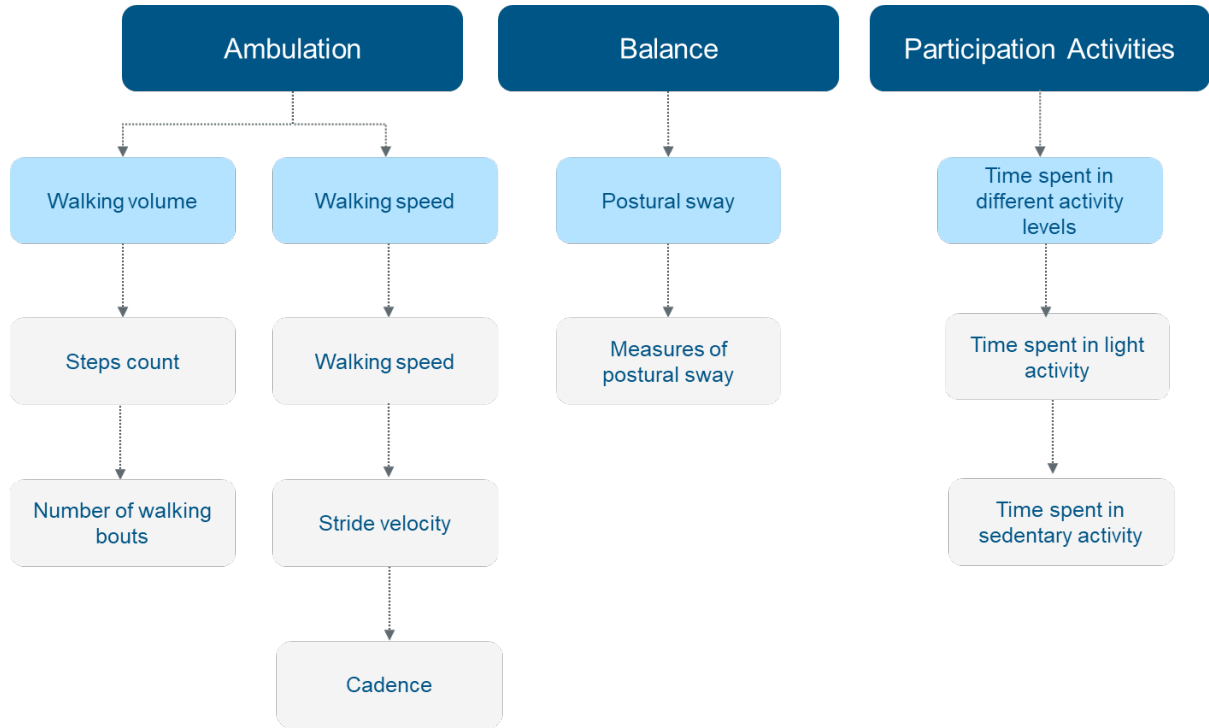 Ambulation
Balance
Participation Activities
Walking volume
Walking speed
Postural sway
Time spent in
different activity
levels
Steps count
Walking speed
Measures of
postural sway
Time spent in light
activity
Number of walking
bouts
Stride velocity
Time spent in
sedentary activity
Cadence